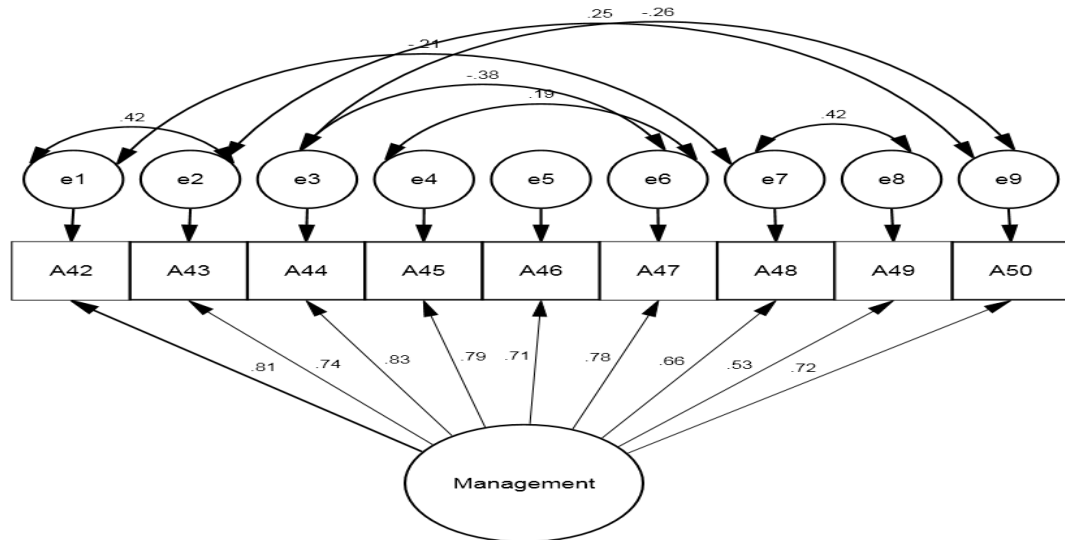 .25 -.26
-.21
-.38
.19
.42 .42
e1 e2 e3 e4 e5 e6 e7 e8 e9
A42 A43 A44 A45 A46 A47 A48 A49 A50
.81 .74 .83 .79 .71 .78 .66 .53 .72
Management